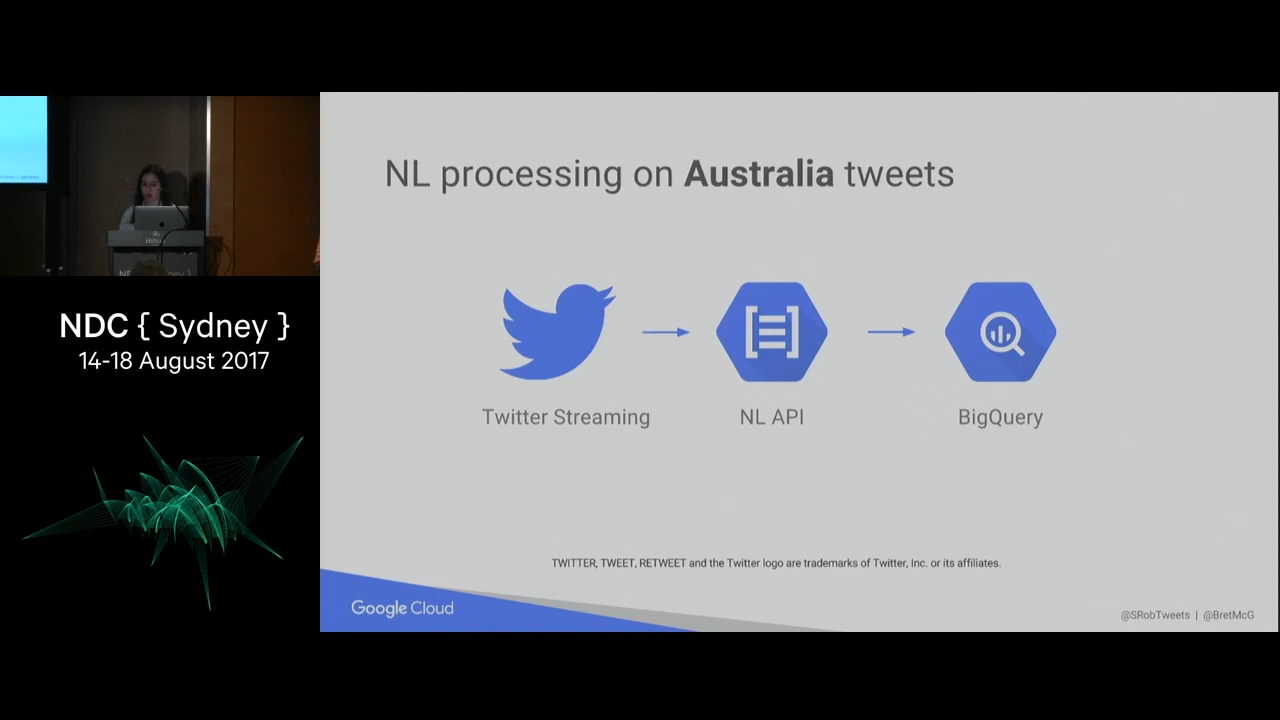 NL processing on Australia tweets
Twitter Streaming
NL API
BigQuery
TWITTER, TWEET, RETWEET and the Twitter logo are trademarks of Twitter, Inc. or its affiliates.
Google Cloud
@SRobTweets | @BretMcG
Hilton
NDC { Sydney }
14-18 August 2017